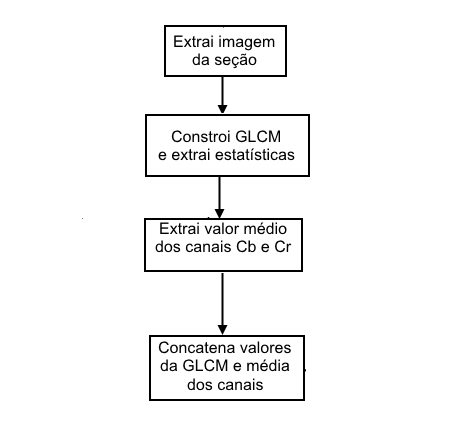 Extrai imagem
da seção
Constroi GLCM
e extrai estatísticas
Extrai valor médio
dos canais Cb e Cr
Concatena valores
da GLCM e média
dos canais